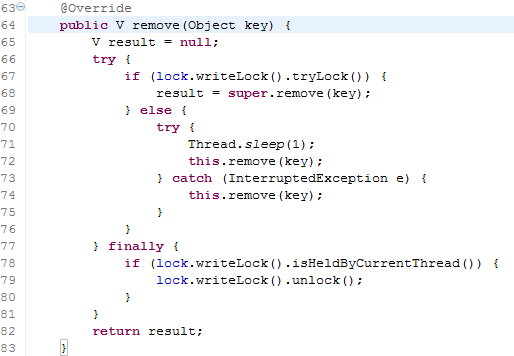 63 @Override
64 public V remove(Object key) {
65 V result = null;
66 try {
67 if (lock.writeLock().tryLock()) {
68 result = super.remove(key);
69 } else {
70 try {
71 Thread.sleep(1);
72 this.remove(key);
73 } catch (InterruptedException e) {
74 this.remove(key);
75 }
76 }
77 } finally {
78 if (lock.writeLock().isHeldByCurrentThread()) {
79 lock.writeLock().unlock();
80 }
81 }
82 return result;
83 }